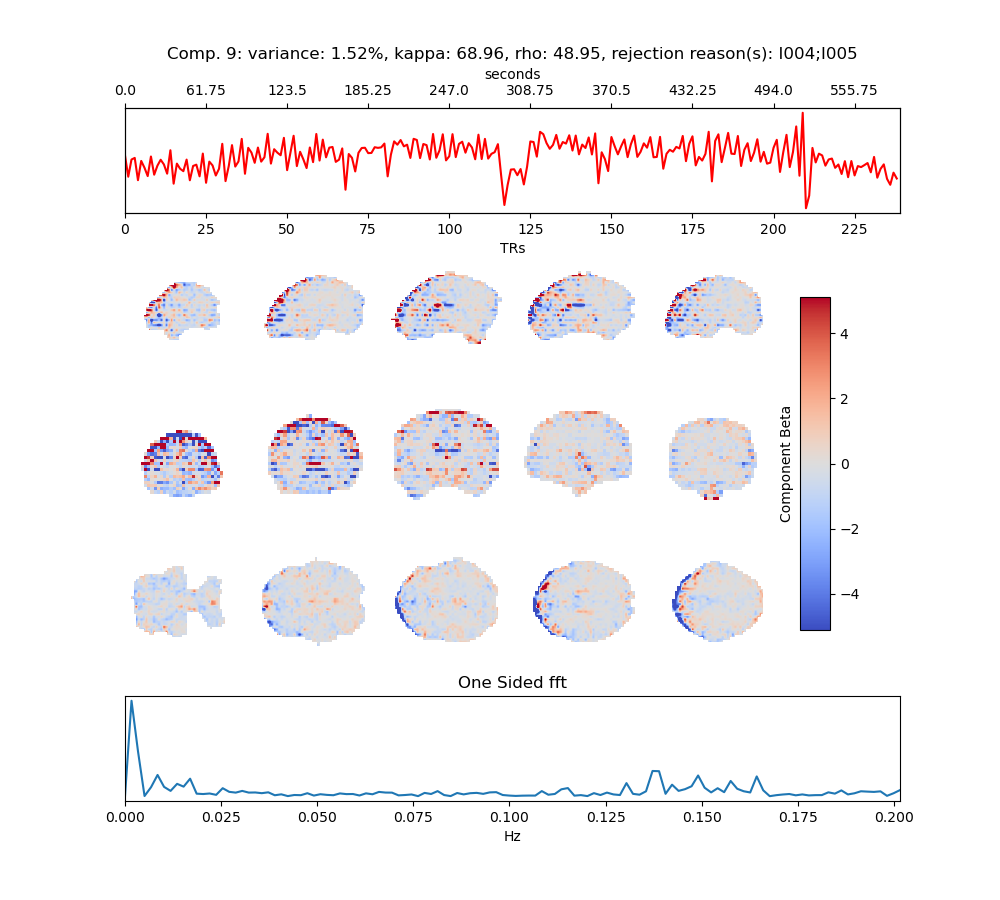 Comp. 9: variance: 1.52%, kappa: 68.96, rho: 48.95, rejection reason(s): I004;I005
seconds
0.0 61.75 123.5 185.25 247.0 308.75 370.5 432.25 494.0 555.75
0 25 50 75 100 125 150 175 200 225
TRs
4
2
0
−2
−4
Component Beta
One Sided fft
0.000 0.025 0.050 0.075 0.100 0.125 0.150 0.175 0.200
Hz